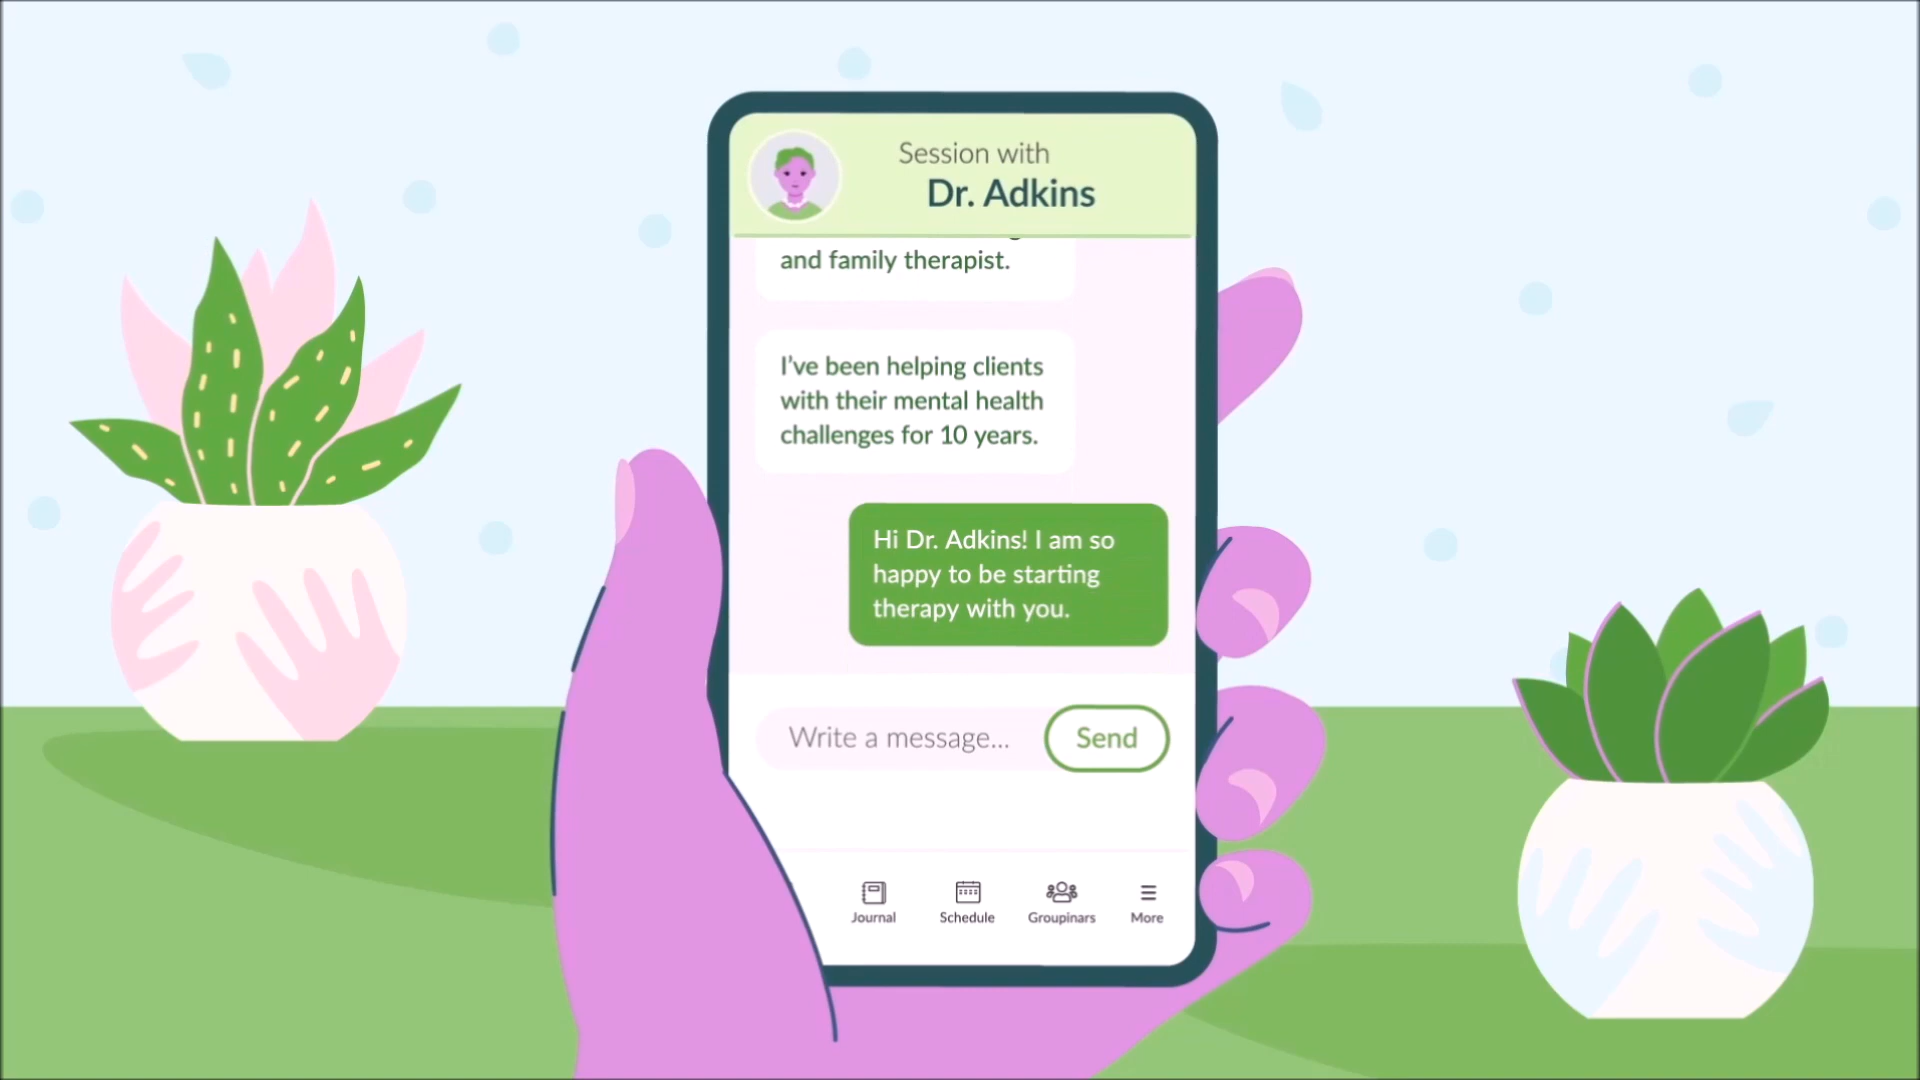 Session with
Dr. Adkins
and family therapist.
I've been helping clients
with their mental health
challenges for 10 years.
Hi Dr. Adkins! I am so
happy to be starting
therapy with you.
Write a message...
Send
Journal
Schedule
Groupinars
More